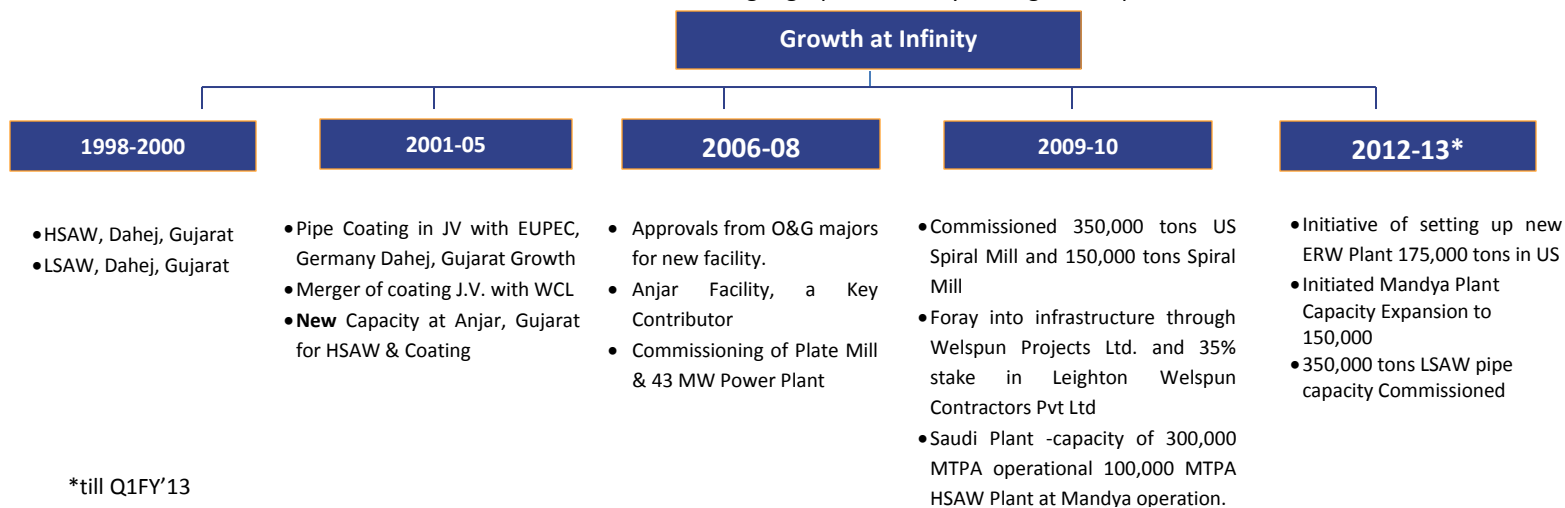 Growth at Infinity
1998-2000
●HSAW, Dahej, Gujarat
●LSAW, Dahej, Gujarat
2001-05
●Pipe Coating in JV with EUPEC,
Germany Dahej, Gujarat Growth
●Merger of coating J.V. with WCL
●New Capacity at Anjar, Gujarat
for HSAW & Coating
2006-08
● Approvals from O&G majors
for new facility.
● Anjar Facility, a Key
Contributor
● Commissioning of Plate Mill
& 43 MW Power Plant
2009-10
●Commissioned 350,000 tons US
Spiral Mill and 150,000 tons Spiral
Mill
●Foray into infrastructure through
Welspun Projects Ltd. and 35%
stake in Leighton Welspun
Contractors Pvt Ltd
●Saudi Plant -capacity of 300,000
MTPA operational 100,000 MTPA
HSAW Plant at Mandya operation.
2012-13*
●Initiative of setting up new
ERW Plant 175,000 tons in US
●Initiated Mandya Plant
Capacity Expansion to
150,000
●350,000 tons LSAW pipe
capacity Commissioned
*till Q1FY’13